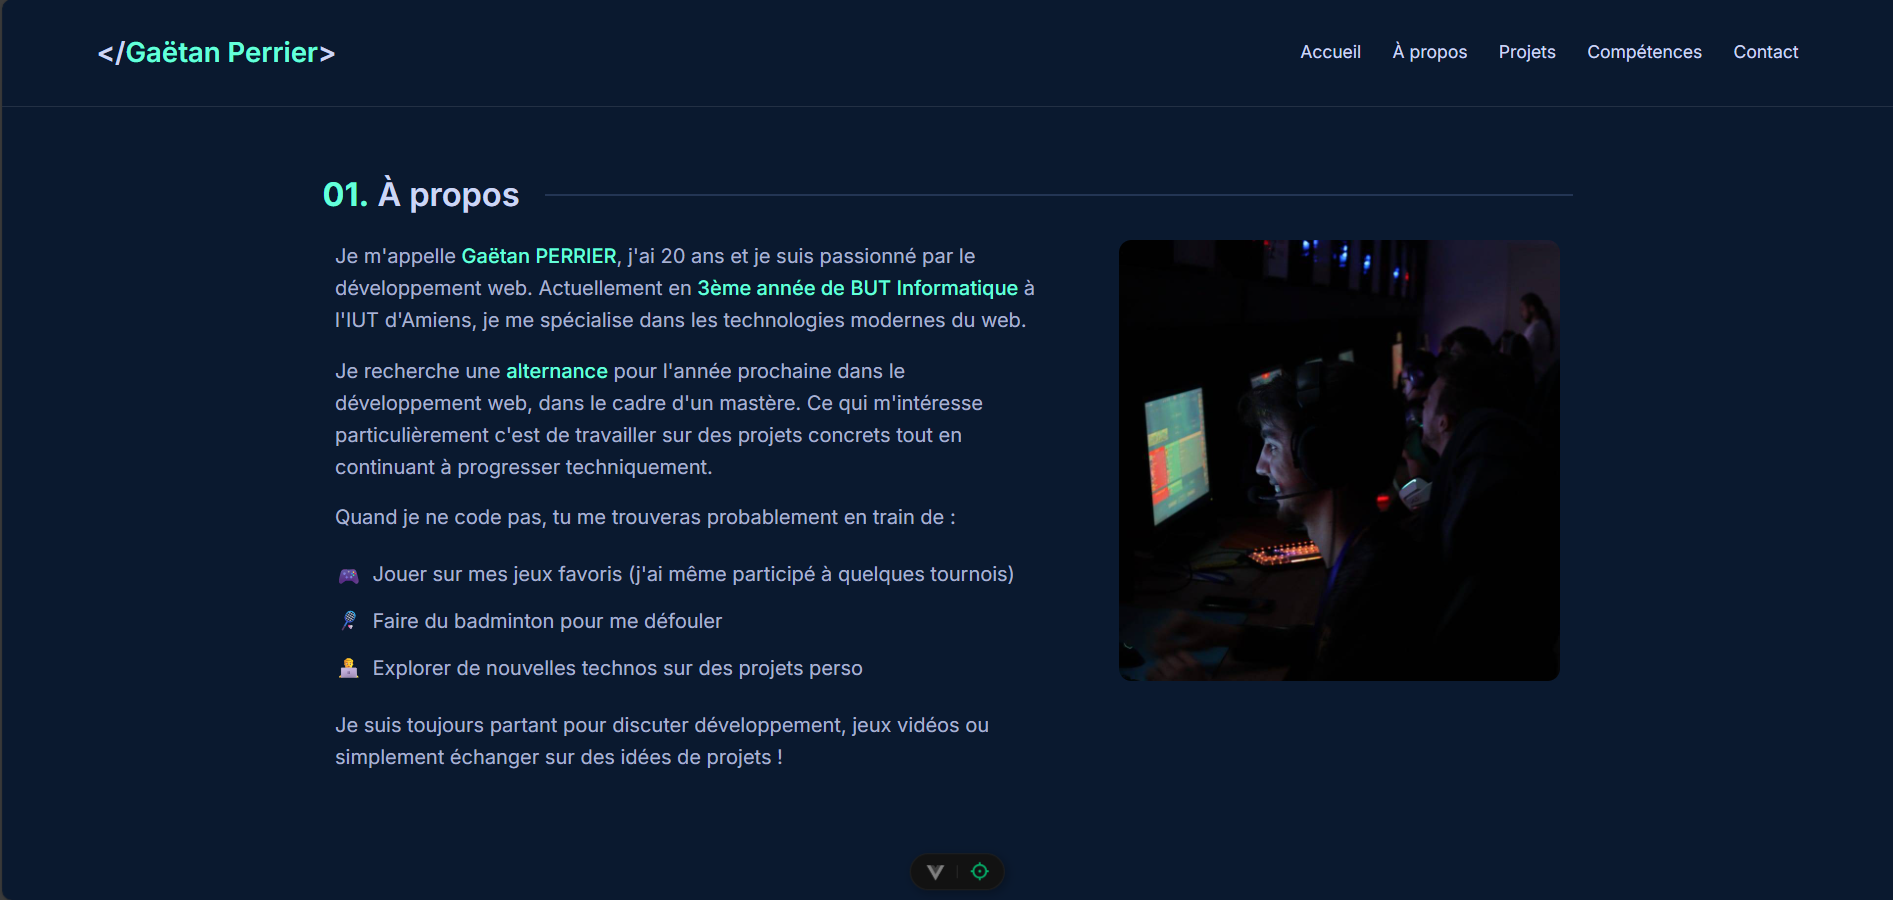 </Gaëtan Perrier>
Accueil À propos Projets Compétences Contact
01. À propos
Je m'appelle Gaëtan PERRIER, j'ai 20 ans et je suis passionné par le
développement web. Actuellement en 3ème année de BUT Informatique à
l'IUT d'Amiens, je me spécialise dans les technologies modernes du web.
Je recherche une alternance pour l'année prochaine dans le
développement web, dans le cadre d'un mastère. Ce qui m'intéresse
particulièrement c'est de travailler sur des projets concrets tout en
continuant à progresser techniquement.
Quand je ne code pas, tu me trouveras probablement en train de :
🎮 Jouer sur mes jeux favoris (j'ai même participé à quelques tournois)
🏸 Faire du badminton pour me défouler
🧑‍💻 Explorer de nouvelles technos sur des projets perso
Je suis toujours partant pour discuter développement, jeux vidéos ou
simplement échanger sur des idées de projets !